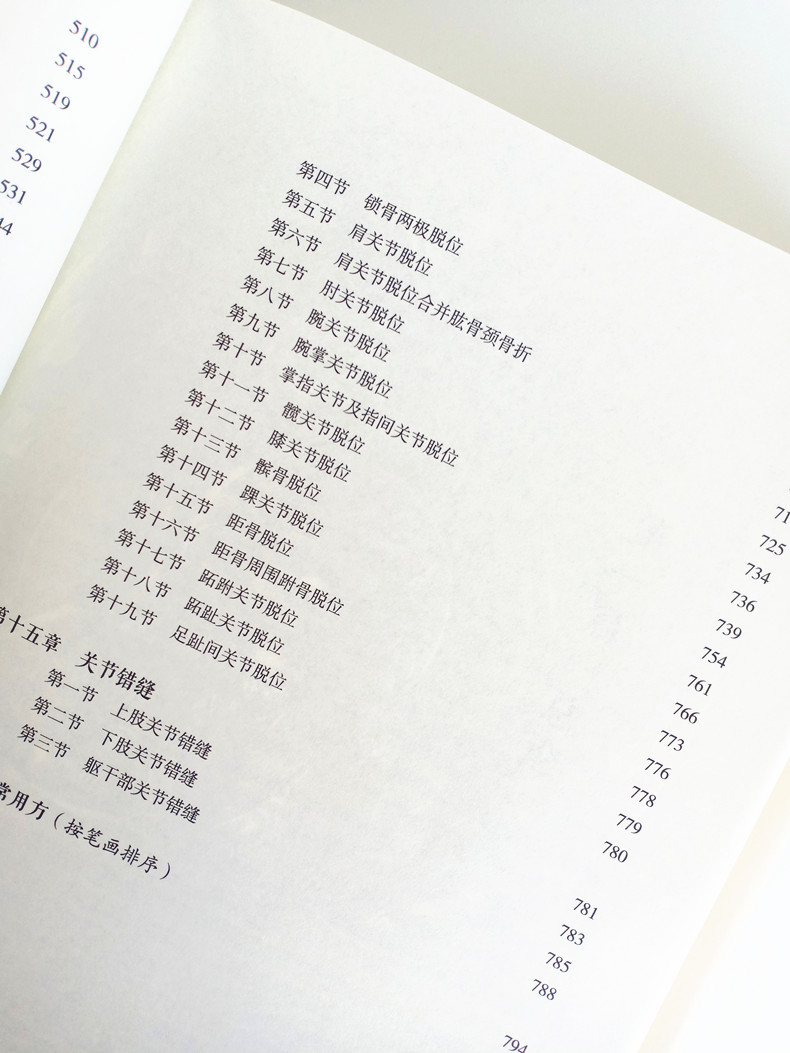 510
515
519
521
529
531
第四节 锁骨两极脱位
第五节 肩关节脱位
第六节 肩关节脱位合并肱骨颈骨折
第七节 肘关节脱位
第八节 腕关节脱位 725
第九节 腕掌关节脱位 734
第十节 掌指关节及指间关节脱位 736
第十一节 髋关节脱位 739
第十二节 膝关节脱位 754
第十三节 髌骨脱位 761
第十四节 踝关节脱位 766
第十五节 距骨脱位 773
第十六节 距骨周围跗骨脱位 776
第十七节 跖跗关节脱位 778
第十八节 跖趾关节脱位 779
第十九节 足趾间关节脱位 780
第十五章 关节错缝 781
第一节 上肢关节错缝 783
第二节 下肢关节错缝 785
第三节 躯干部关节错缝 788
常用方（按笔画排序） 794